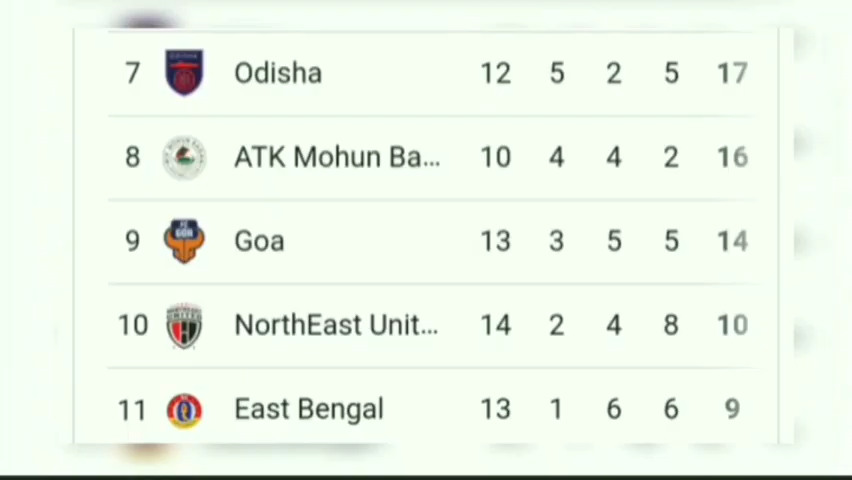 7 Odisha 12 5 2 5 17
8 ATK Mohun Ba... 10 4 4 2 16
9 Goa 13 3 5 5 14
10 NorthEast Unit... 14 2 4 8 10
11 East Bengal 13 1 6 6 9